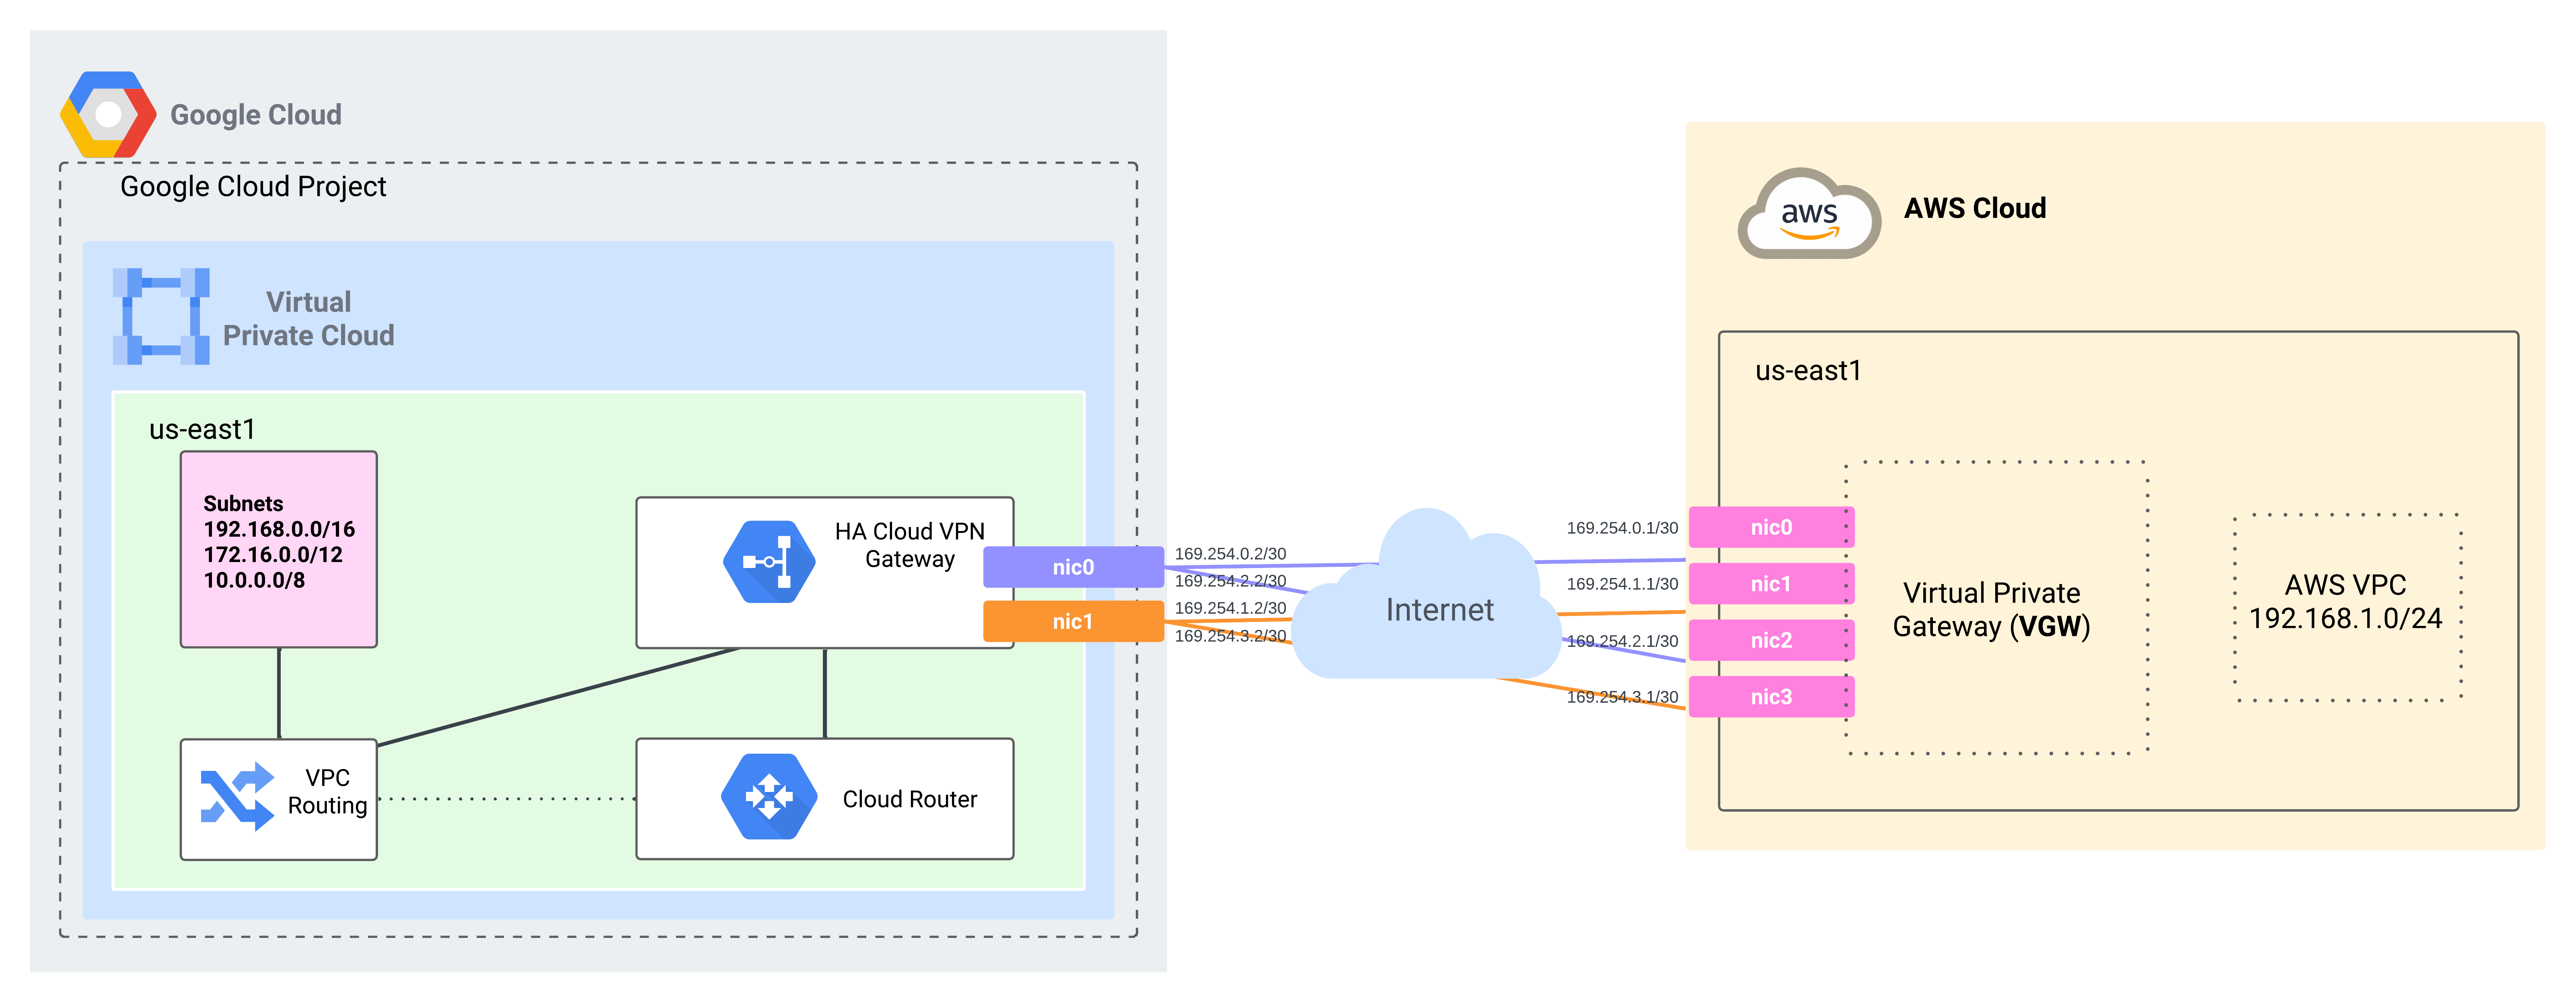 Google Cloud
Google Cloud Project
Virtual
Private Cloud
us-east1
Subnets
192.168.0.0/16
172.16.0.0/12
10.0.0.0/8
HA Cloud VPN
Gateway
nic0
nic1
VPC
Routing
Cloud Router
169.254.0.2/30
169.254.2.2/30
169.254.1.2/30
169.254.3.2/30
Internet
169.254.0.1/30
169.254.1.1/30
169.254.2.1/30
169.254.3.1/30
aws
AWS Cloud
us-east1
nic0
nic1
nic2
nic3
Virtual Private
Gateway (VGW)
AWS VPC
192.168.1.0/24